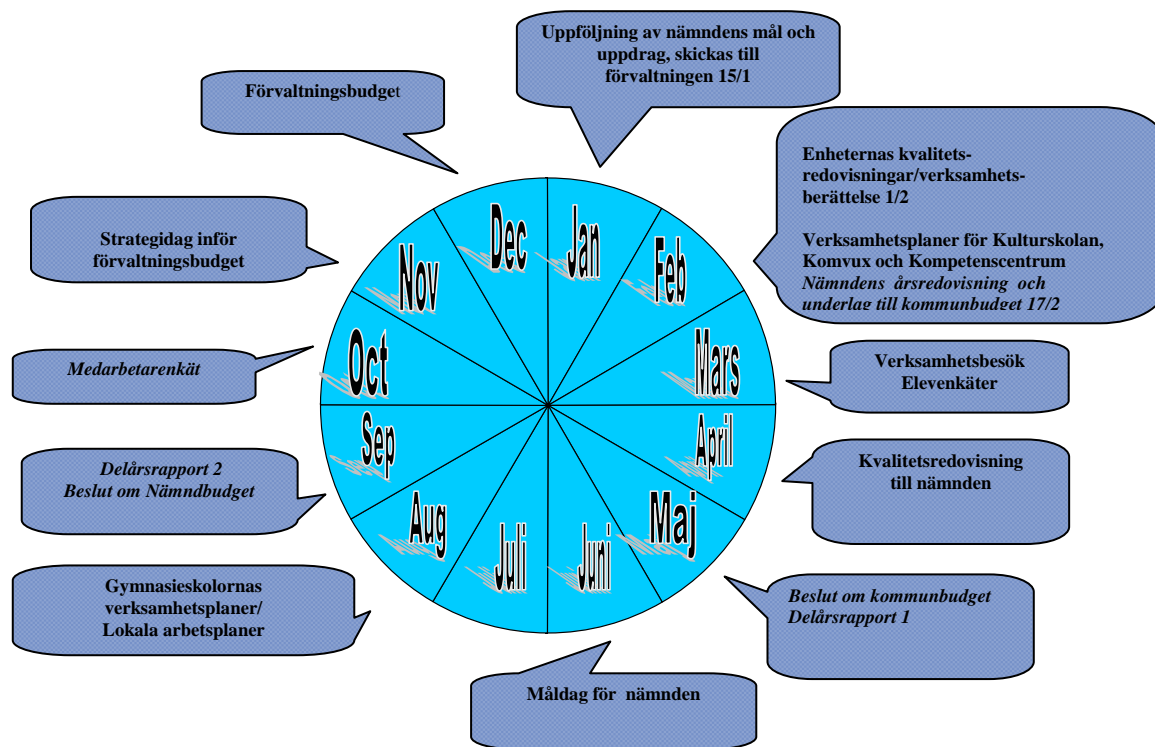 Uppföljning av nämndens mål och
uppdrag, skickas till
förvaltningen 15/1
Förvaltningsbudget
Enheternas kvalitets-
redovisningar/verksamhets-
berättelse 1/2
Verksamhetsplaner för Kulturskolan,
Komvux och Kompetenscentrum
Nämndens årsredovisning och
underlag till kommunbudget 17/2
Strategidag inför
förvaltningsbudget
Dec
Jan
Nov
Feb
Medarbetarenkät
Oct
Mars
Verksamhetsbesök
Elevenkäter
Sep
April
Delårsrapport 2
Beslut om Nämndbudget
Kvalitetsredovisning
till nämnden
Aug
Maj
Juli
Juni
Gymnasieskolornas
verksamhetsplaner/
Lokala arbetsplaner
Beslut om kommunbudget
Delårsrapport 1
Måldag för nämnden